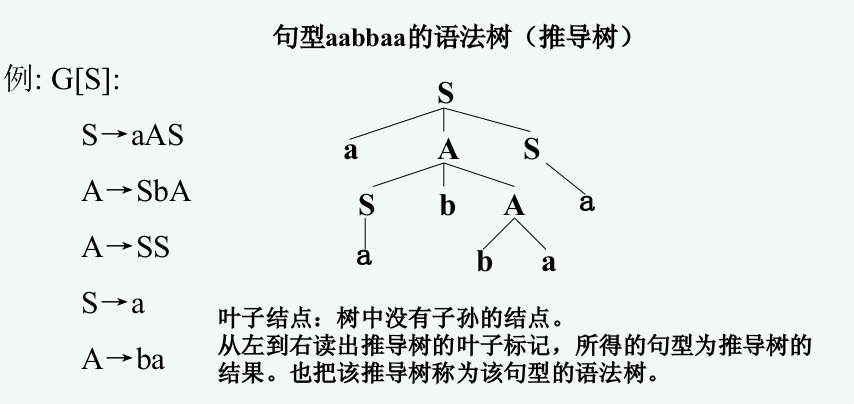 句型aabbaa的语法树（推导树）
例: G[S]:
S→aAS
A→SbA
A→SS
S→a
A→ba
S
a A S
S b A a
a b a
叶子结点：树中没有子孙的结点。
从左到右读出推导树的叶子标记，所得的句型为推导树的
结果。也把该推导树称为该句型的语法树。